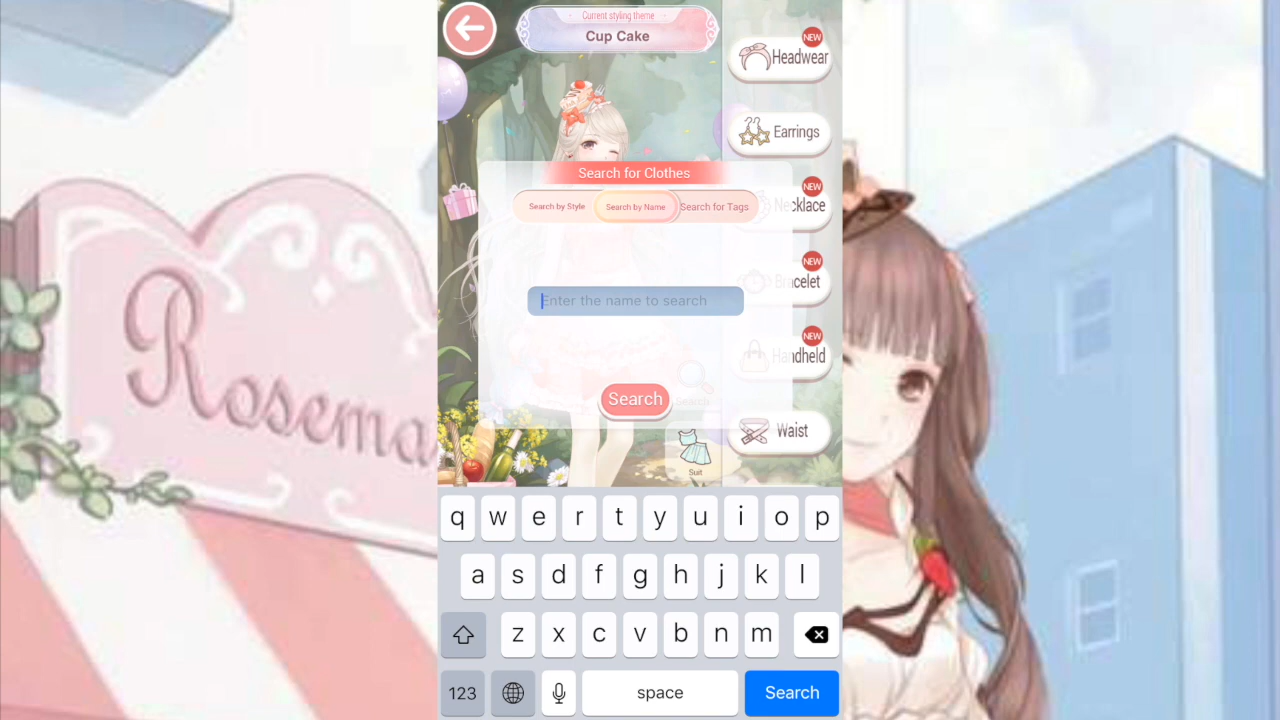 Current styling theme
Cup Cake
NEW
Headwear
Earrings
NEW
Necklace
NEW
Bracelet
NEW
Handheld
Waist
Search for Clothes
Search by Style
Search by Name
Search for Tags
Enter the name to search
Search
Search
Suit
Rosema
q w e r t y u i o p
a s d f g h j k l
z x c v b n m
123
space
Search